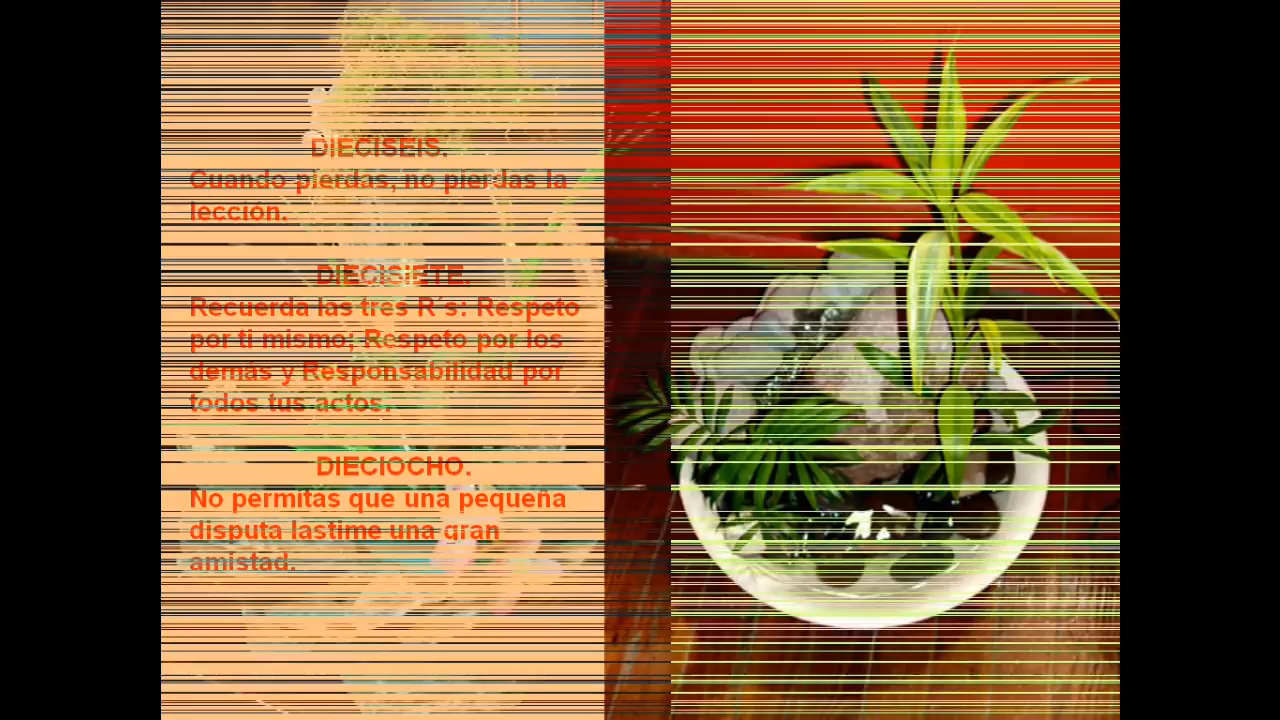 DIECISEIS.
Cuando pierdas, no pierdas la
lección.
DIECISIETE.
Recuerda las tres R´s: Respeto
por ti mismo; Respeto por los
demás y Responsabilidad por
todos tus actos.
DIECIOCHO.
No permitas que una pequeña
disputa lastime una gran
amistad.